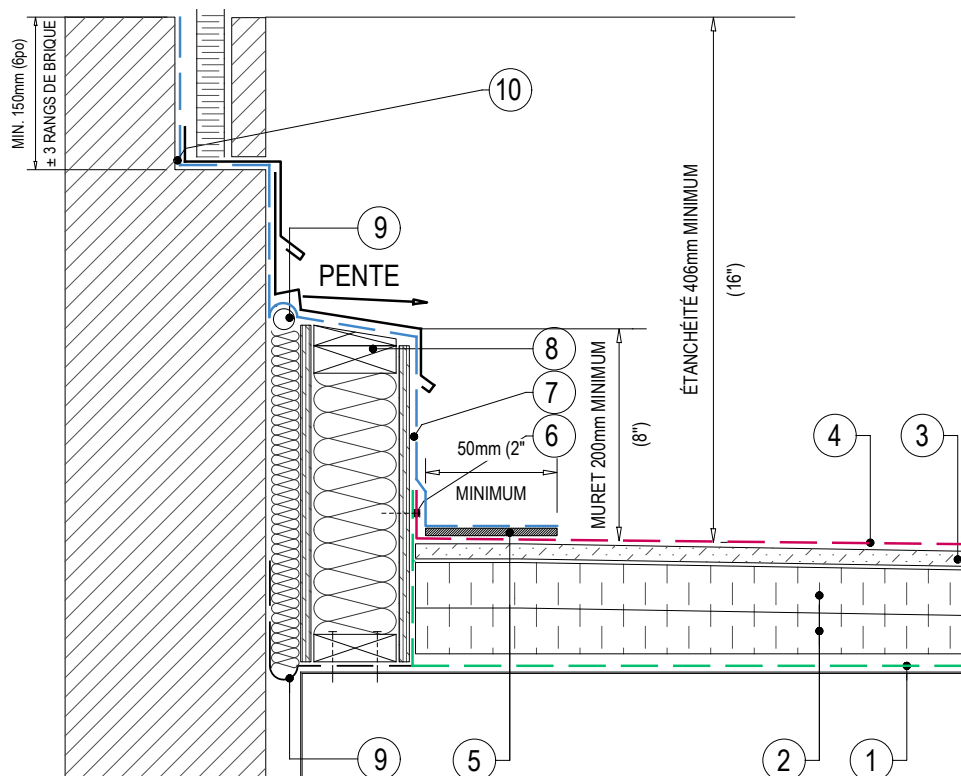 MIN. 150mm (6po)
± 3 RANGS DE BRIQUE
10
9
PENTE
ÉTANCHÉITÉ 406mm MINIMUM
(16")
8
7
6
MURET 200mm MINIMUM
(8")
4
3
50mm (2"
MINIMUM
9
5
2
1